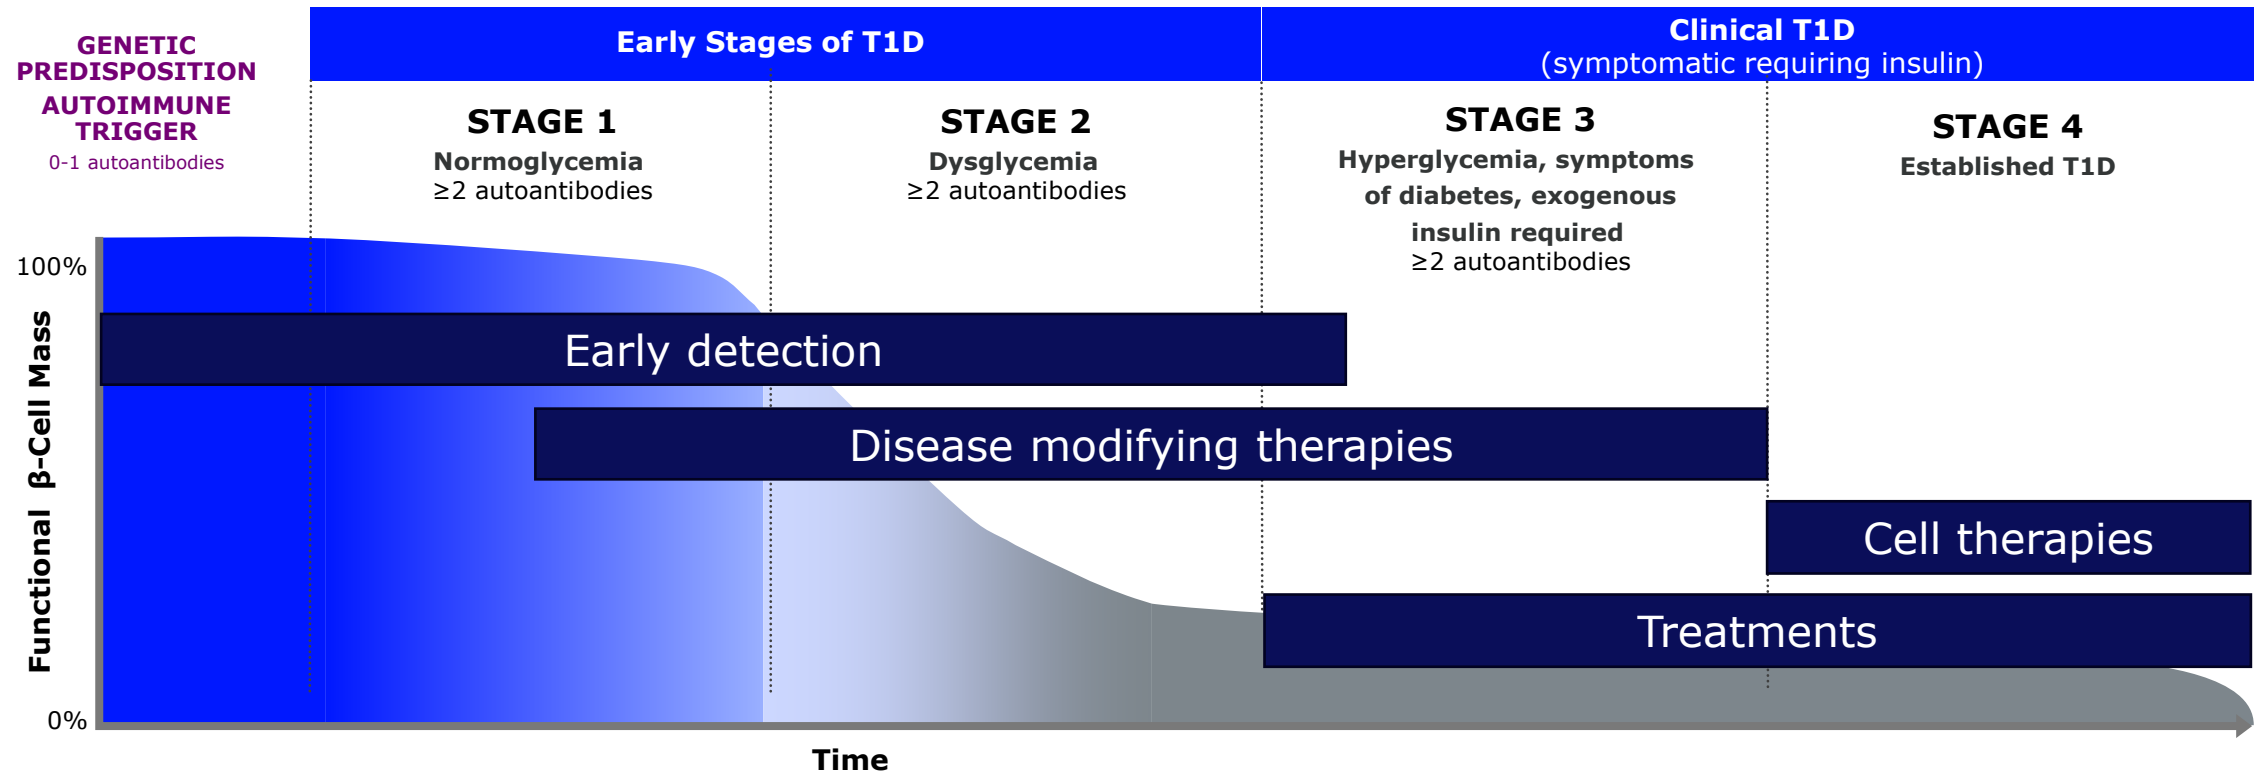 GENETIC
PREDISPOSITION
AUTOIMMUNE
TRIGGER
0-1 autoantibodies
Early Stages of T1D
Clinical T1D
(symptomatic requiring insulin)
STAGE 1
Normoglycemia
≥2 autoantibodies
STAGE 2
Dysglycemia
≥2 autoantibodies
STAGE 3
Hyperglycemia, symptoms
of diabetes, exogenous
insulin required
≥2 autoantibodies
STAGE 4
Established T1D
100%
0%
Functional β-Cell Mass
Early detection
Disease modifying therapies
Cell therapies
Treatments
Time